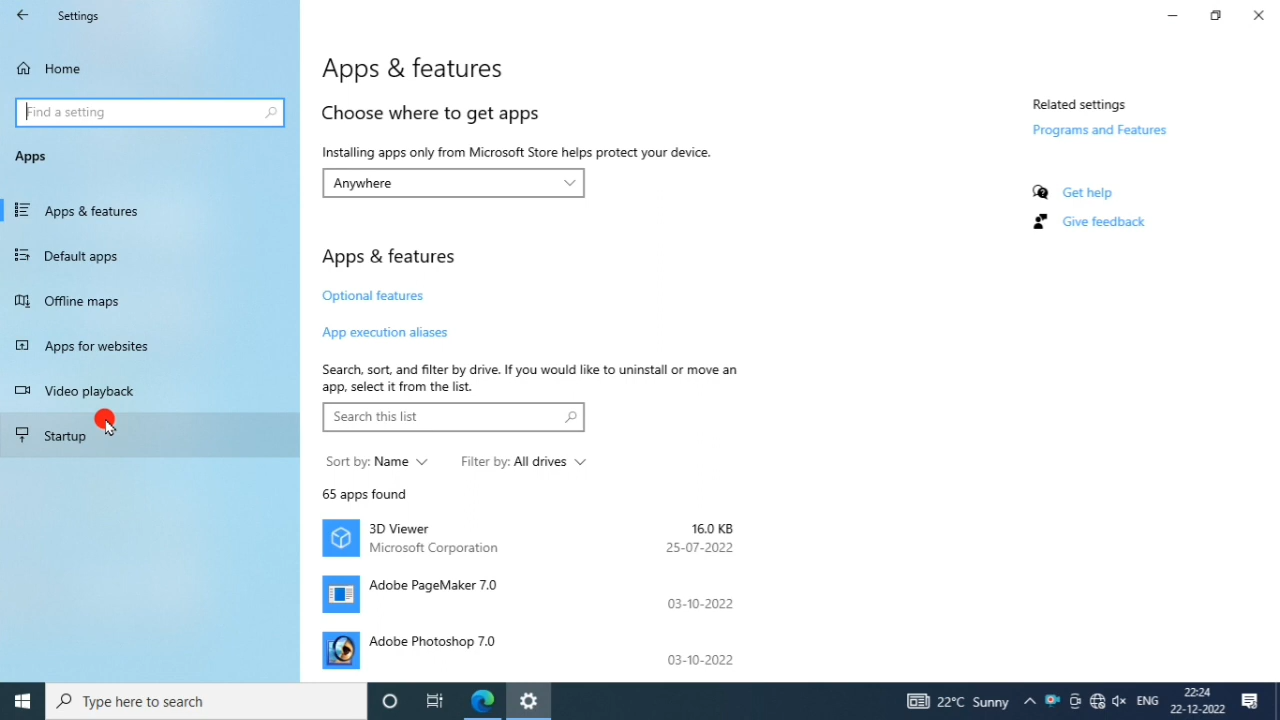 Settings
Home
Find a setting
Apps
Apps & features
Default apps
Offline maps
Apps for websites
Video playback
Startup
Apps & features
Choose where to get apps
Installing apps only from Microsoft Store helps protect your device.
Anywhere
Apps & features
Optional features
App execution aliases
Search, sort, and filter by drive. If you would like to uninstall or move an
app, select it from the list.
Search this list
Sort by: Name Filter by: All drives
65 apps found
3D Viewer 16.0 KB
Microsoft Corporation 25-07-2022
Adobe PageMaker 7.0
03-10-2022
Adobe Photoshop 7.0
03-10-2022
Related settings
Programs and Features
Get help
Give feedback
Type here to search
22°C Sunny
ENG
22:24
22-12-2022